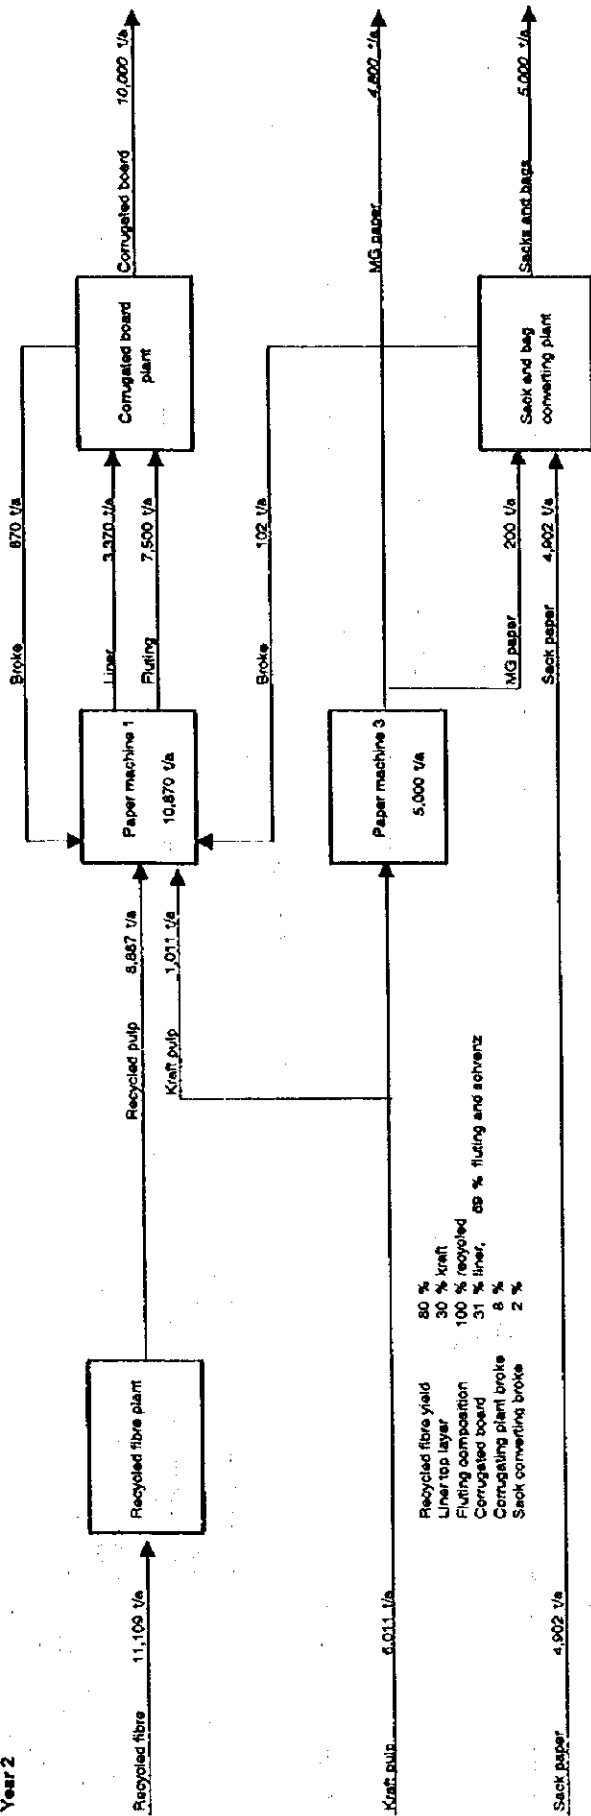 Year 2
Recycled fibre 11,109 t/a
Recycled fibre plant
Recycled pulp 8,887 t/a
Kraft pulp 1,011 t/a
Broke 870 t/a
Paper machine 1
10,870 t/a
Liner 3,370 t/a
Fluting 7,500 t/a
Corrugated board
plant
Corrugated board 10,000 t/a
Broke 102 t/a
Kraft pulp 6,011 t/a
Paper machine 3
5,000 t/a
MG paper 4,800 t/a
MG paper 200 t/a
Sack paper 4,902 t/a
Sack and bag
converting plant
Sacks and bags 5,000 t/a
Recycled fibre yield 80 %
Liner top layer 30 % kraft
Fluting composition 100 % recycled
Corrugated board 31 % liner, 69 % fluting and schrenz
Corrugating plant broke 8 %
Sack converting broke 2 %
Sack paper 4,902 t/a